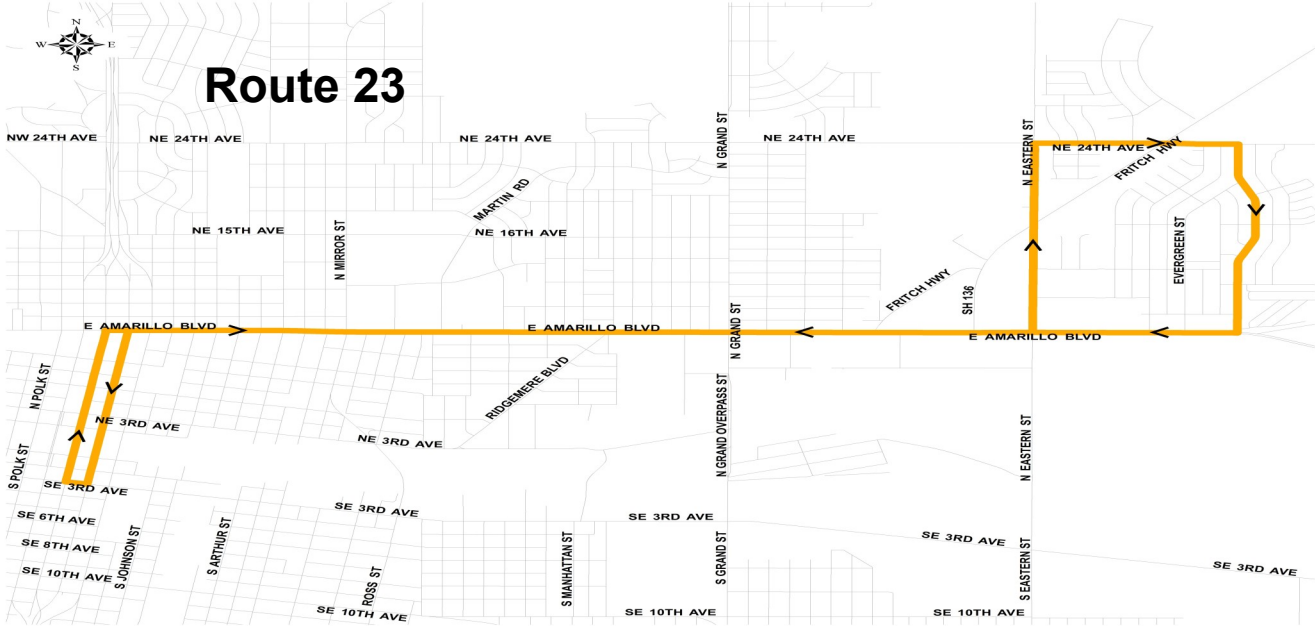 N
W E
S
Route 23
NW 24TH AVE
NE 24TH AVE
NE 24TH AVE
N GRAND ST
NE 24TH AVE
N EASTERN ST
NE 24TH AVE
FRITCH HWY
MARTIN RD
NE 15TH AVE
N MIRROR ST
NE 16TH AVE
EVERGREEN ST
FRITCH HWY
SH 136
E AMARILLO BLVD
E AMARILLO BLVD
N GRAND ST
E AMARILLO BLVD
N POLK ST
RIDGEMERE BLVD
NE 3RD AVE
NE 3RD AVE
N GRAND OVERPASS ST
N EASTERN ST
S POLK ST
SE 3RD AVE
SE 3RD AVE
SE 3RD AVE
SE 3RD AVE
SE 3RD AVE
SE 6TH AVE
SE 8TH AVE
SE 10TH AVE
S JOHNSON ST
S ARTHUR ST
ROSS ST
S MANHATTAN ST
S GRAND ST
S EASTERN ST
SE 10TH AVE
SE 10TH AVE
SE 10TH AVE